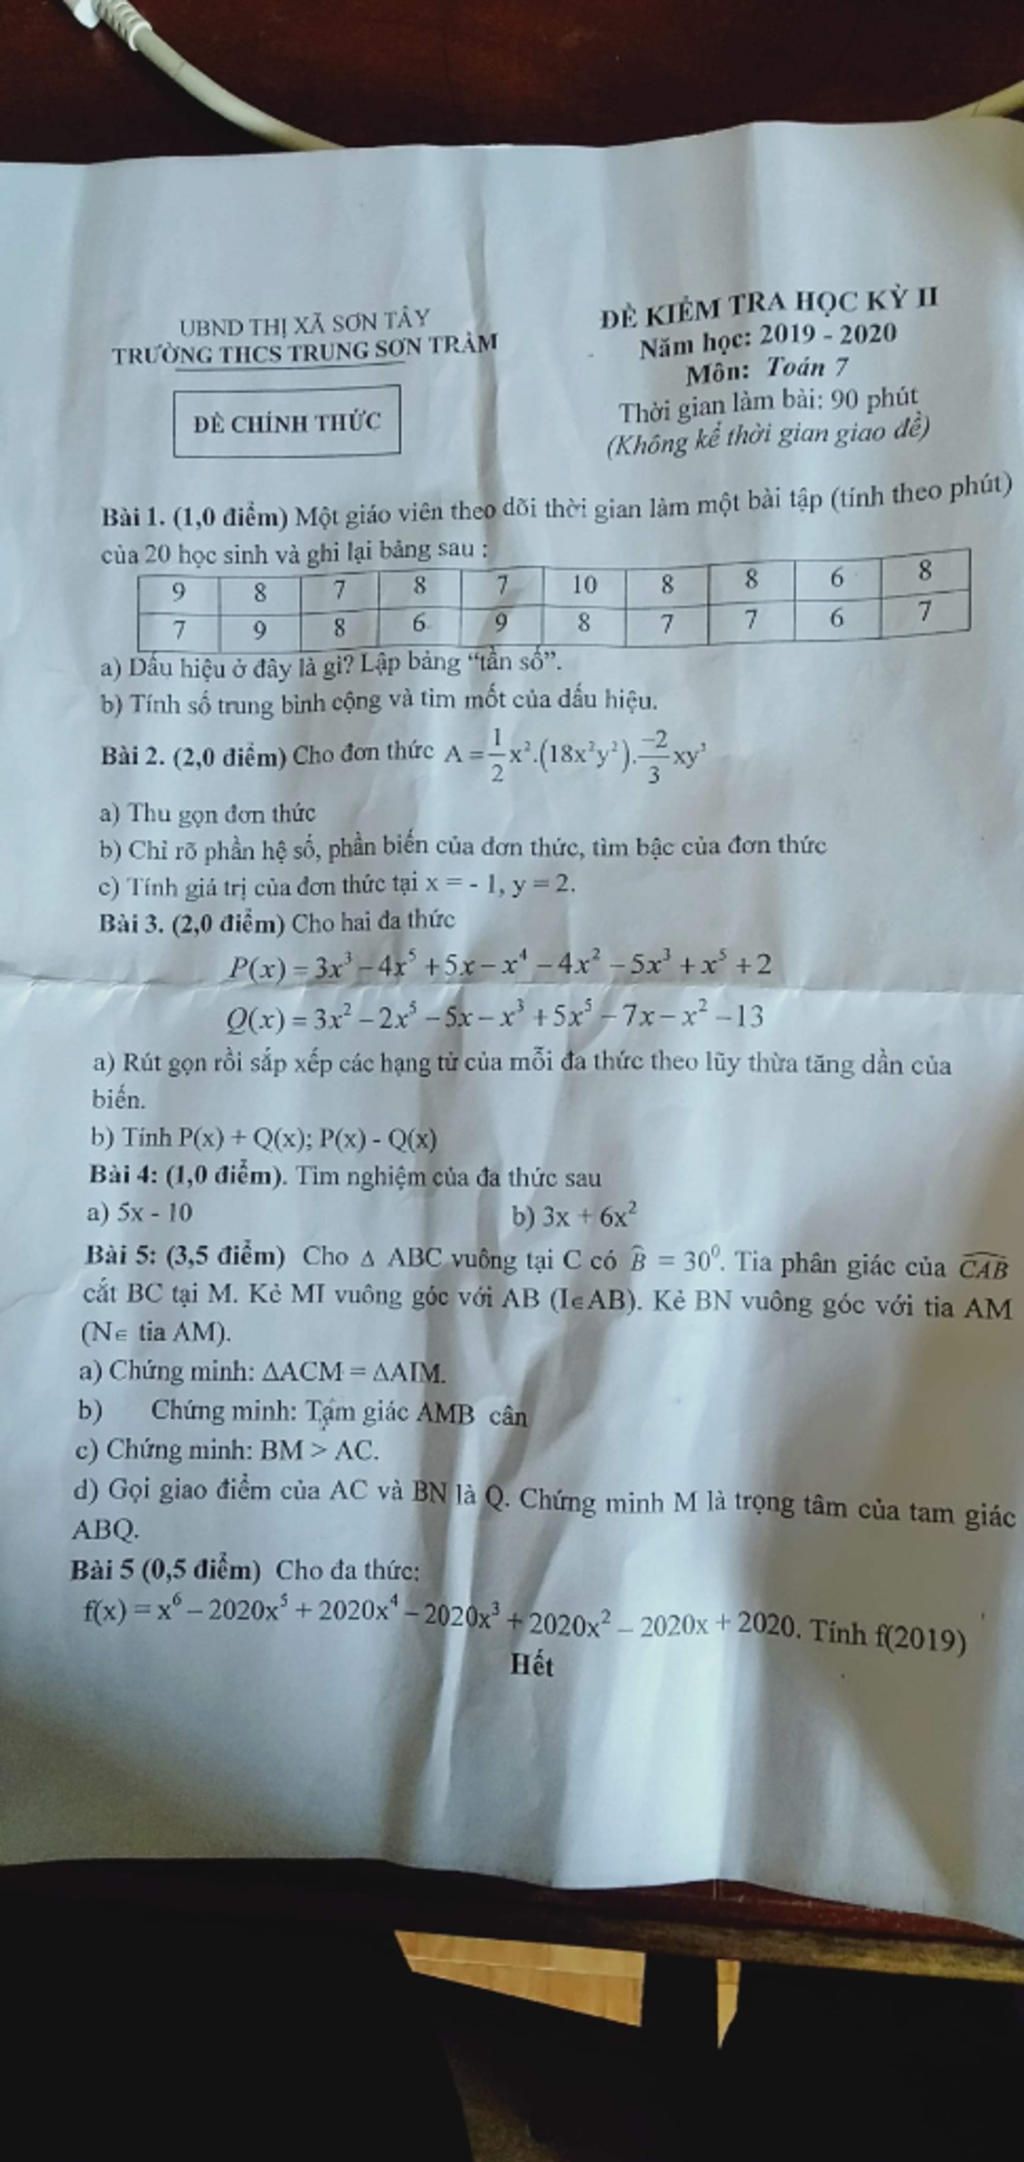 UBND THỊ XÃ SƠN TÂY
TRƯỜNG THCS TRUNG SƠN TRẦM
ĐỀ CHÍNH THỨC
ĐỀ KIỂM TRA HỌC KỲ II
Năm học: 2019 - 2020
Môn: Toán 7
Thời gian làm bài: 90 phút
(Không kể thời gian giao đề)
Bài 1. (1,0 điểm) Một giáo viên theo dõi thời gian làm một bài tập (tính theo phút)
của 20 học sinh và ghi lại bảng sau :
9 8 7 8 7 10 8 8 6 8
7 9 8 6 9 8 7 7 6 7
a) Dấu hiệu ở đây là gì? Lập bảng “tần số”.
b) Tính số trung bình cộng và tìm mốt của dấu hiệu.
Bài 2. (2,0 điểm) Cho đơn thức A = 1/2 x².(18x²y²).-2/3 xy³
a) Thu gọn đơn thức
b) Chỉ rõ phần hệ số, phần biến của đơn thức, tìm bậc của đơn thức
c) Tính giá trị của đơn thức tại x = - 1, y = 2.
Bài 3. (2,0 điểm) Cho hai đa thức
P(x) = 3x³ – 4x⁵ + 5x – x⁴ – 4x² – 5x³ + x⁵ + 2
Q(x) = 3x² – 2x⁵ – 5x – x³ + 5x⁵ – 7x – x² – 13
a) Rút gọn rồi sắp xếp các hạng tử của mỗi đa thức theo lũy thừa tăng dần của
biến.
b) Tính P(x) + Q(x); P(x) - Q(x)
Bài 4: (1,0 điểm). Tìm nghiệm của đa thức sau
a) 5x - 10 b) 3x + 6x²
Bài 5: (3,5 điểm) Cho Δ ABC vuông tại C có B̂ = 30⁰. Tia phân giác của CAB
cắt BC tại M. Kẻ MI vuông góc với AB (I∈AB). Kẻ BN vuông góc với tia AM
(N∈ tia AM).
a) Chứng minh: ΔACM = ΔAIM.
b) Chứng minh: Tam giác AMB cân
c) Chứng minh: BM > AC.
d) Gọi giao điểm của AC và BN là Q. Chứng minh M là trọng tâm của tam giác
ABQ.
Bài 5 (0,5 điểm) Cho đa thức:
f(x) = x⁶ – 2020x⁵ + 2020x⁴ – 2020x³ + 2020x² – 2020x + 2020. Tính f(2019)
Hết